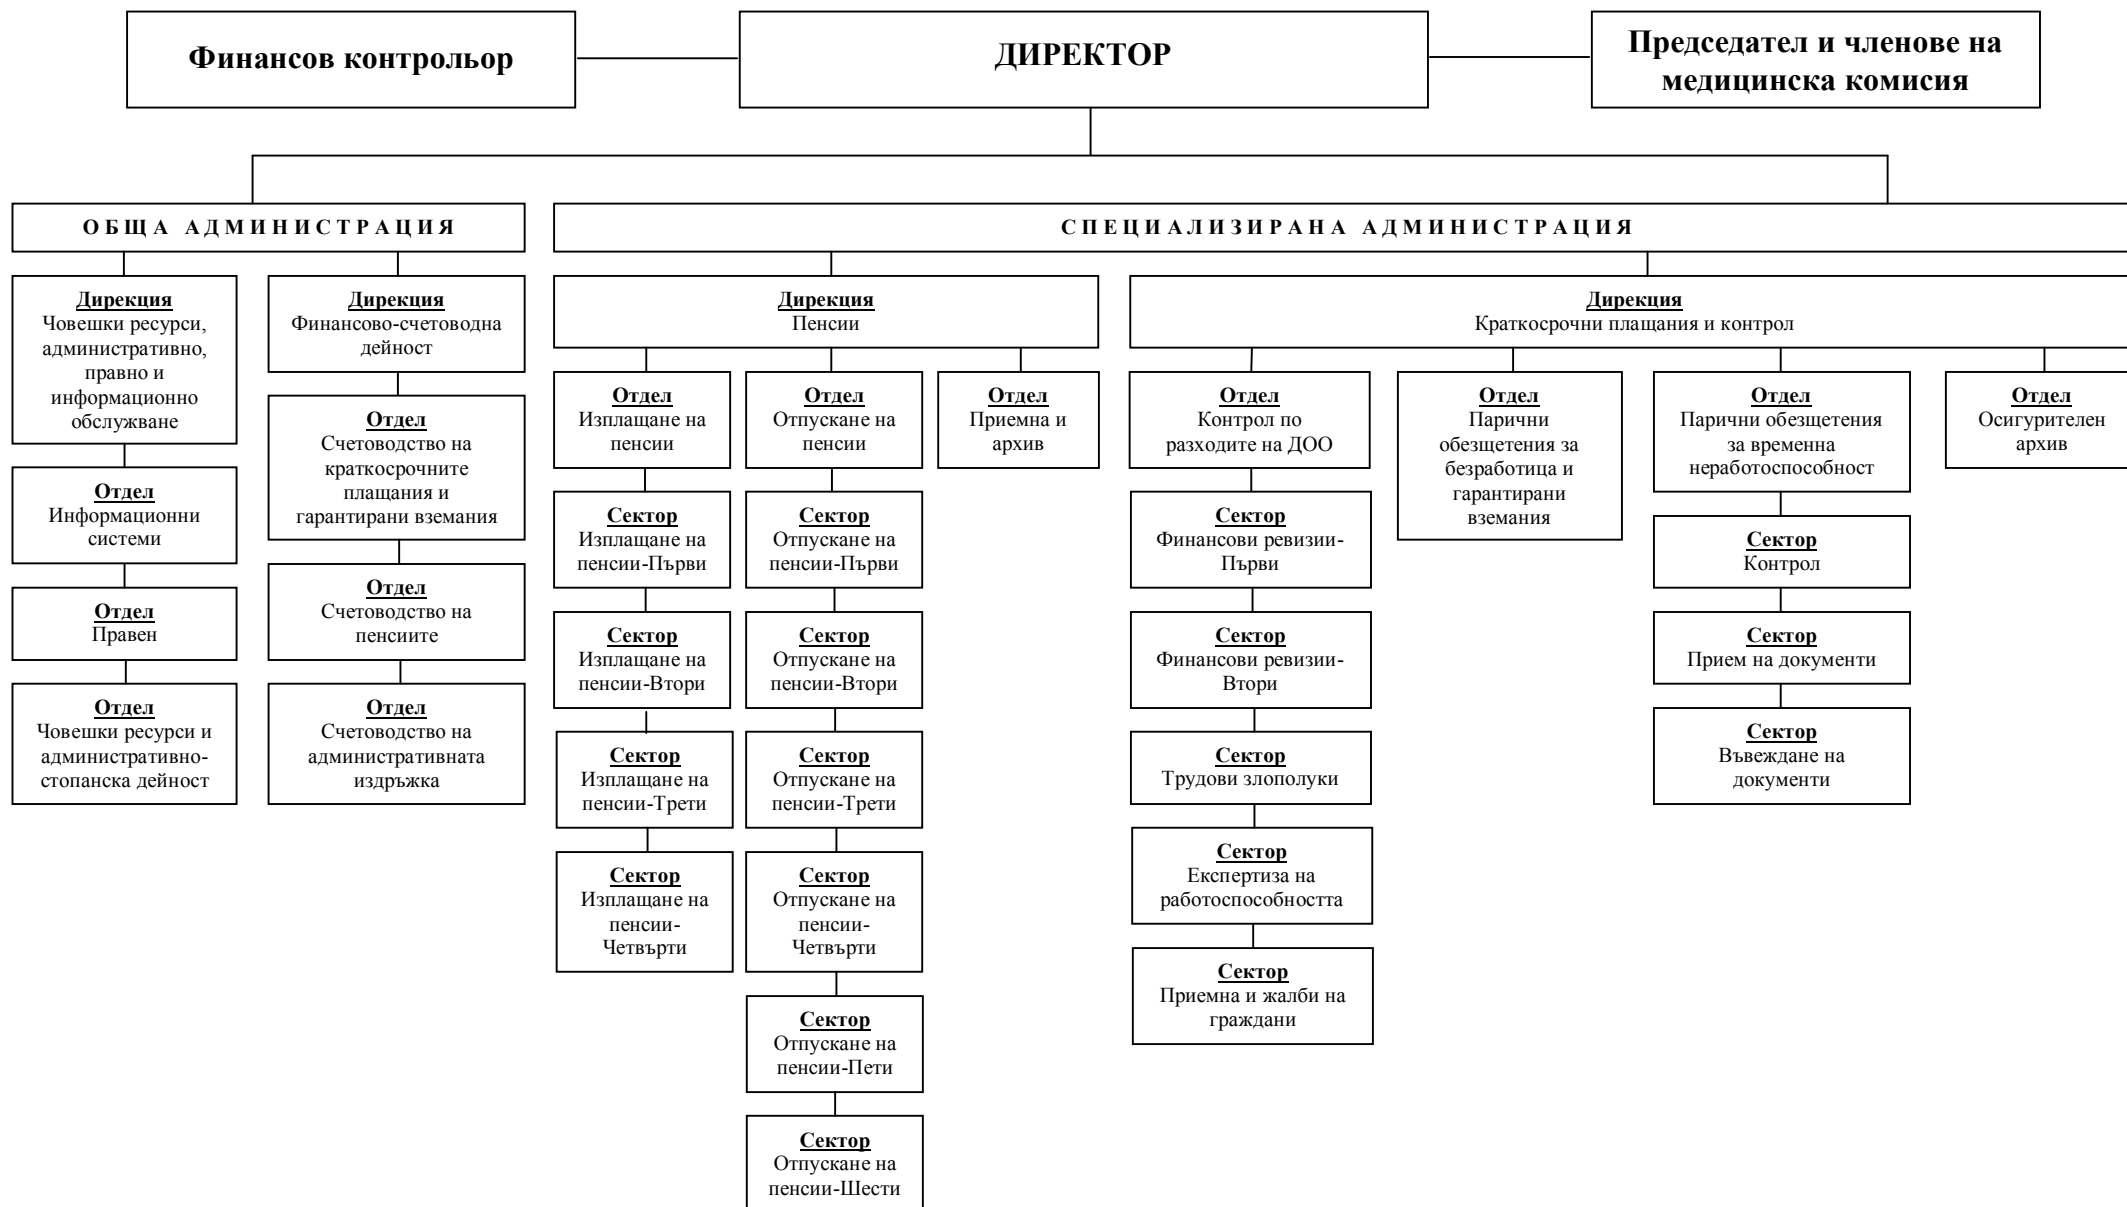 Финансов контрольор
ДИРЕКТОР
Председател и членове на
медицинска комисия
ОБЩА АДМИНИСТРАЦИЯ
СПЕЦИАЛИЗИРАНА АДМИНИСТРАЦИЯ
Дирекция
Човешки ресурси,
административно,
правно и
информационно
обслужване
Отдел
Информационни
системи
Отдел
Правен
Отдел
Човешки ресурси и
административно-
стопанска дейност
Дирекция
Финансово-счетоводна
дейност
Отдел
Счетоводство на
краткосрочните
плащания и
гарантирани вземания
Отдел
Счетоводство на
пенсиите
Отдел
Счетоводство на
административната
издръжка
Дирекция
Пенсии
Отдел
Изплащане на
пенсии
Сектор
Изплащане на
пенсии-Първи
Сектор
Изплащане на
пенсии-Втори
Сектор
Изплащане на
пенсии-Трети
Сектор
Изплащане на
пенсии-
Четвърти
Отдел
Отпускане на
пенсии
Сектор
Отпускане на
пенсии-Първи
Сектор
Отпускане на
пенсии-Втори
Сектор
Отпускане на
пенсии-Трети
Сектор
Отпускане на
пенсии-
Четвърти
Сектор
Отпускане на
пенсии-Пети
Сектор
Отпускане на
пенсии-Шести
Отдел
Приемна и
архив
Дирекция
Краткосрочни плащания и контрол
Отдел
Контрол по
разходите на ДОО
Сектор
Финансови ревизии-
Първи
Сектор
Финансови ревизии-
Втори
Сектор
Трудови злополуки
Сектор
Експертиза на
работоспособността
Сектор
Приемна и жалби на
граждани
Отдел
Парични
обезщетения за
безработица и
гарантирани
вземания
Отдел
Парични обезщетения
за временна
неработоспособност
Сектор
Контрол
Сектор
Прием на документи
Сектор
Въвеждане на
документи
Отдел
Осигурителен
архив